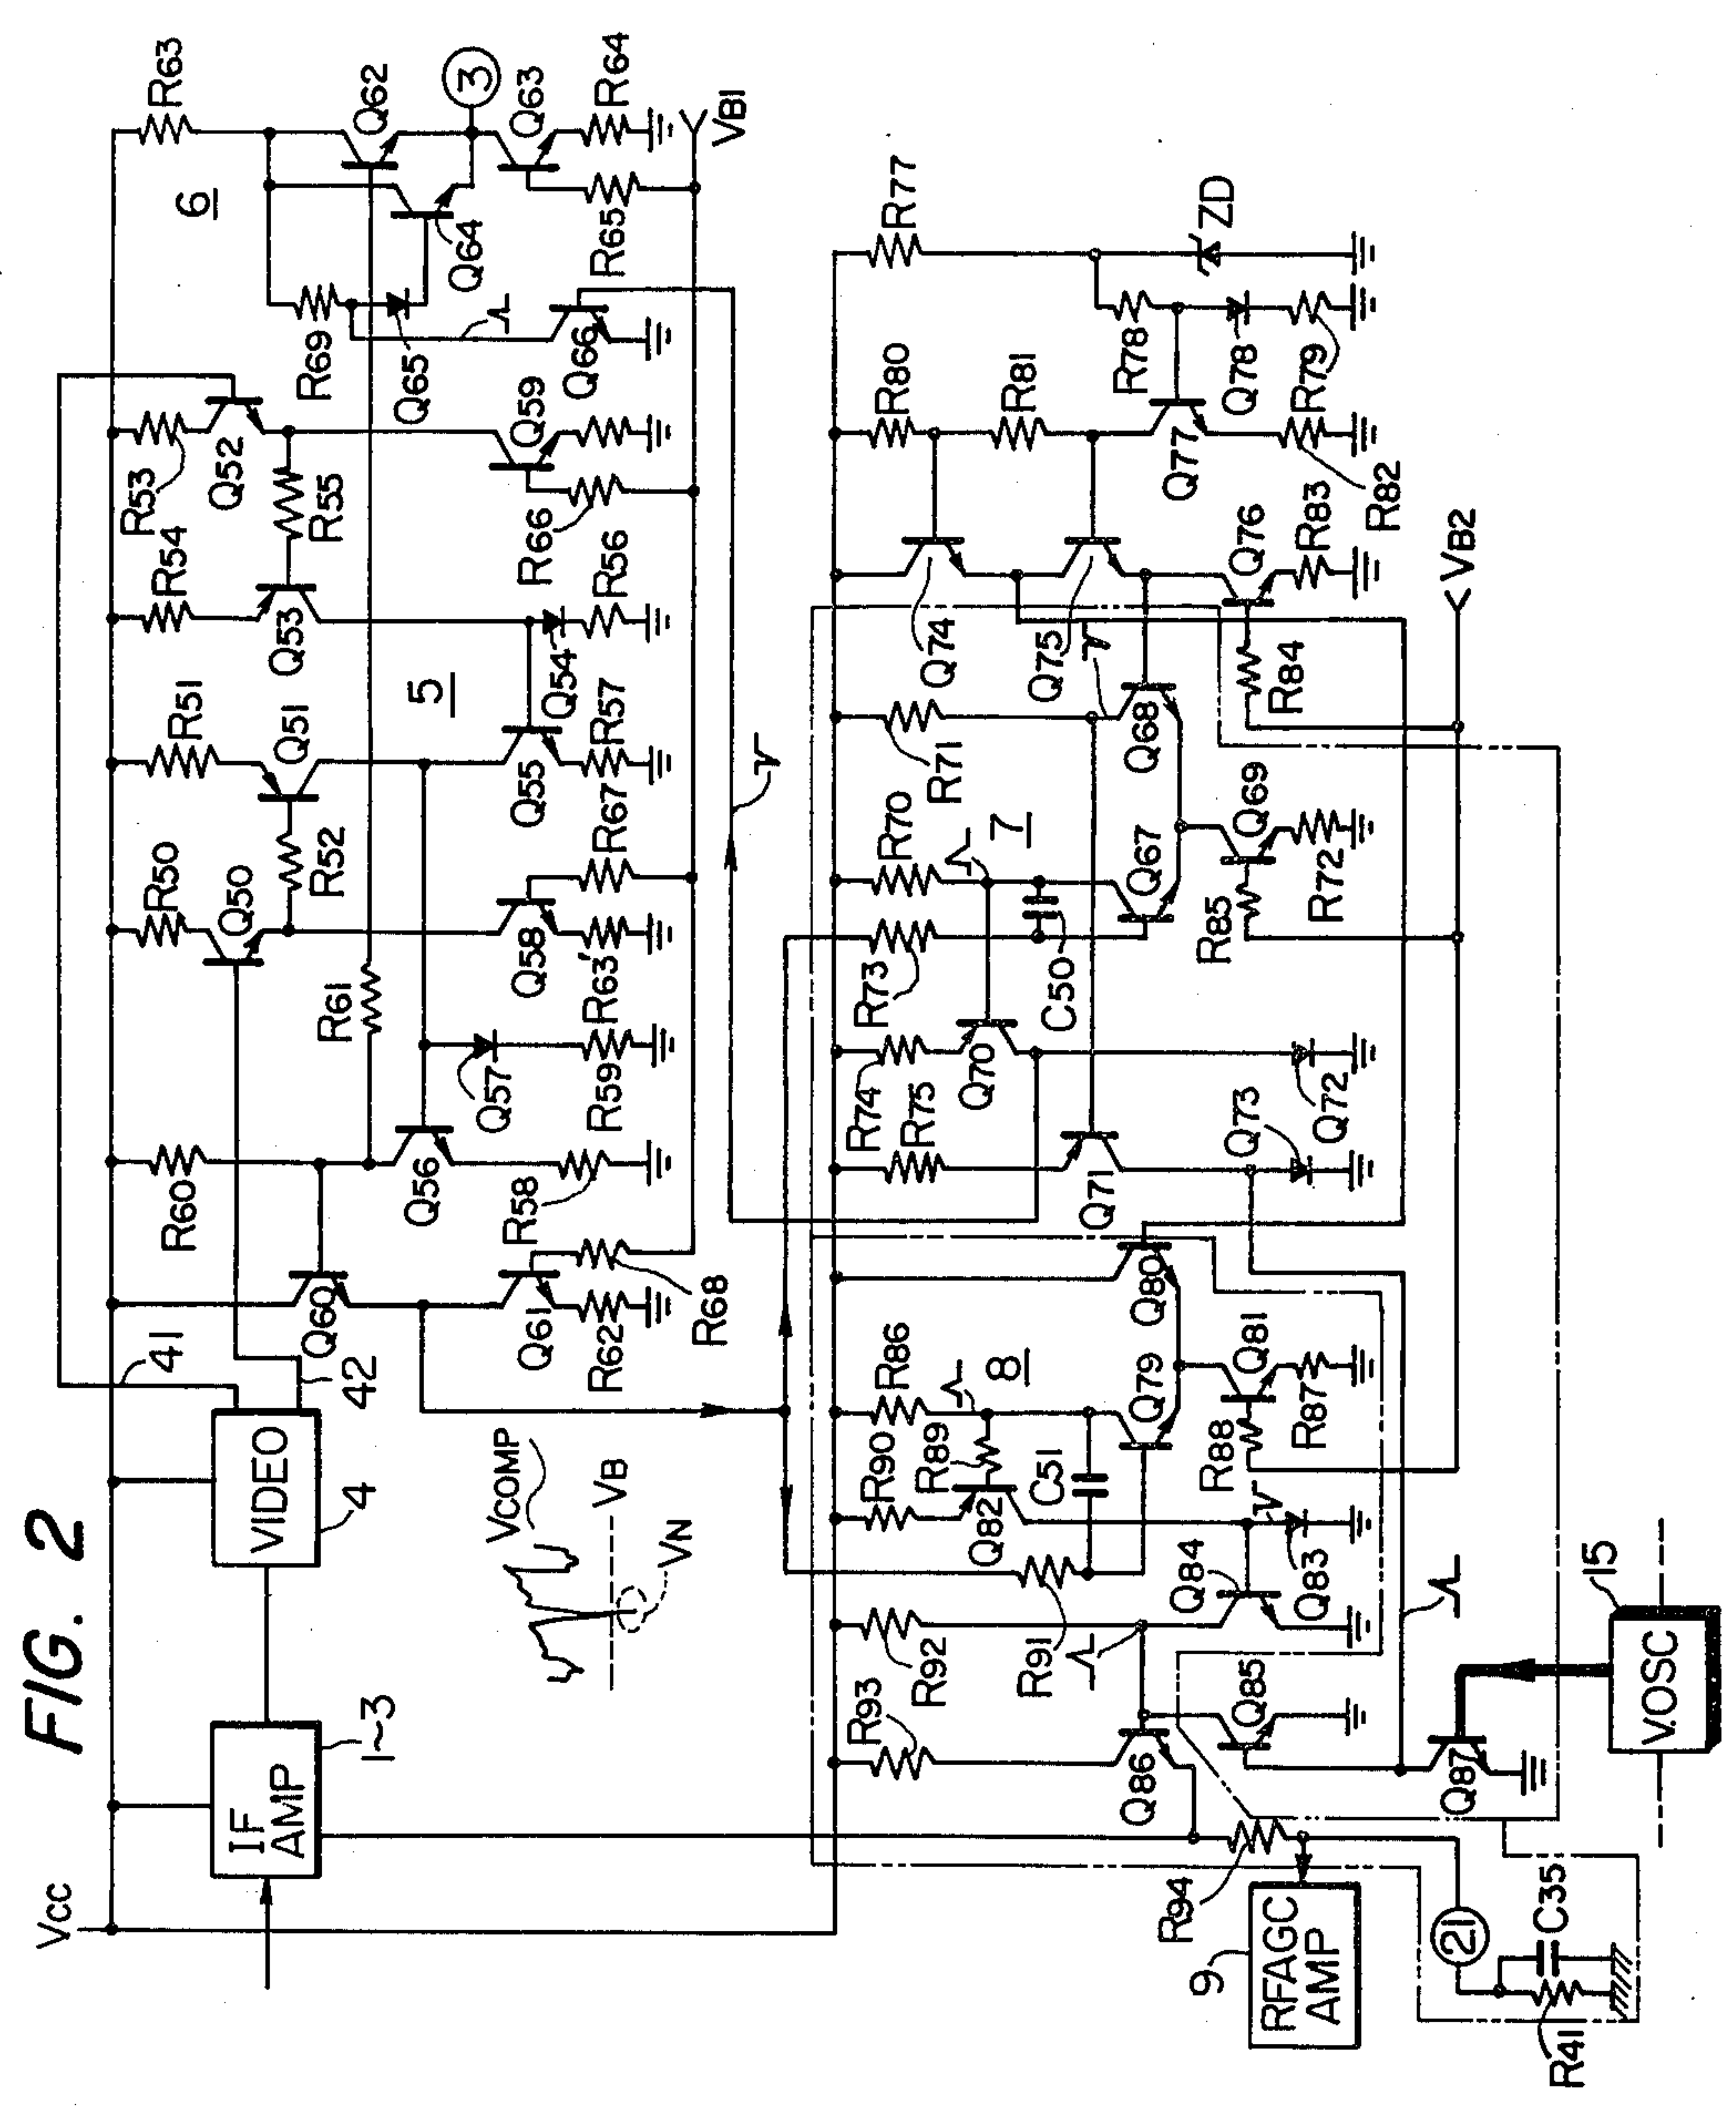 FIG. 2
Vcc
IF
AMP
1~3
VIDEO
4
41
42
VCOMP
VB
VN
R60
Q60
Q61
R62
R68
R58
Q56
R61
R50
Q50
R52
Q58
R63'
R67
Q57
R59
R51
Q51
5
Q55
R57
R54
Q53
Q54
R56
R53
Q52
R55
Q59
R66
R69
Q65
Q66
6
Q64
R65
R63
Q62
3
Q63
R64
VB1
R93
Q86
R92
R91
Q85
Q84
Q83
R90
R89
Q82
C51
R86
8
Q79
R88
Q81
R87
Q80
R75
Q71
Q73
R74
Q70
Q72
R73
C50
R70
7
Q67
R85
Q69
R72
R71
Q68
Q74
Q75
R84
Q76
R83
VB2
R80
R81
Q77
R82
R78
Q78
R79
R77
ZD
9
RFAGC
AMP
R94
21
C35
R41
Q87
V.OSC
15